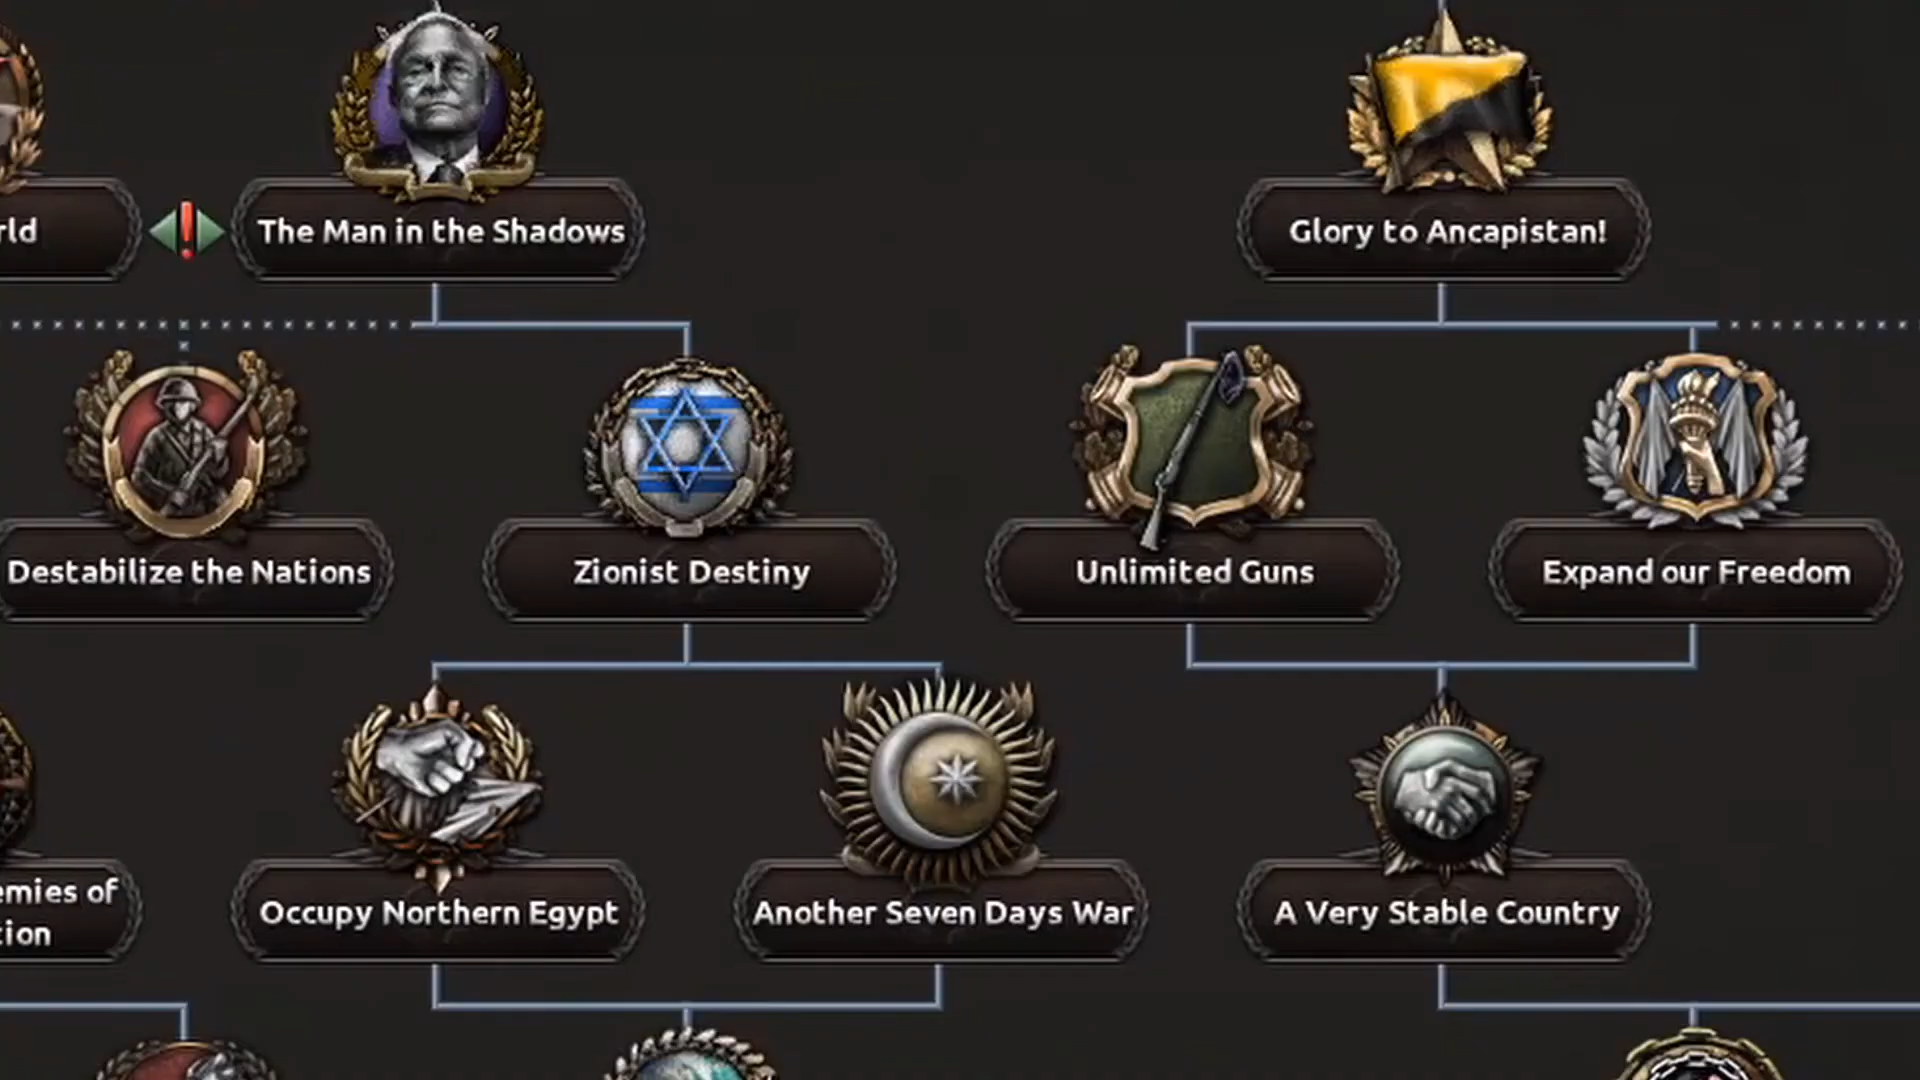 The Man in the Shadows
Glory to Ancapistan!
Destabilize the Nations
Zionist Destiny
Unlimited Guns
Expand our Freedom
of
Occupy Northern Egypt
Another Seven Days War
A Very Stable Country